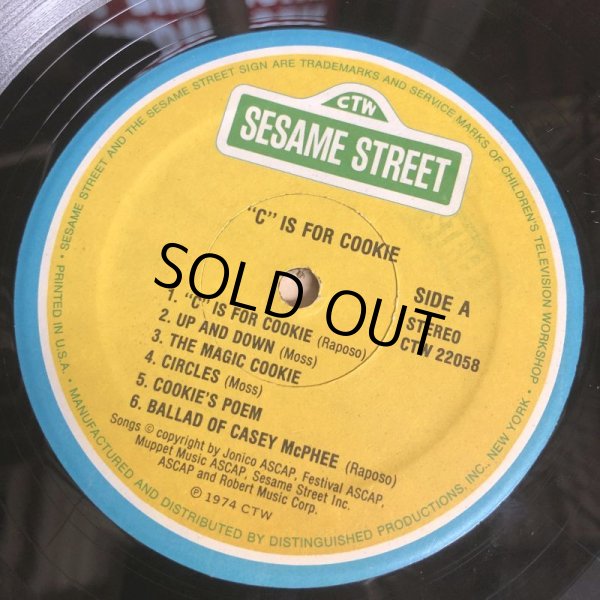 • SESAME STREET AND THE SESAME STREET SIGN ARE TRADEMARKS AND SERVICE MARKS OF CHILDREN'S TELEVISION WORKSHOP •
CTW
SESAME STREET
"C" IS FOR COOKIE
SIDE A
STEREO
CTW 22058
SOLD OUT
1. "C" IS FOR COOKIE (Raposo)
2. UP AND DOWN (Moss)
3. THE MAGIC COOKIE
4. CIRCLES (Moss)
5. COOKIE'S POEM
6. BALLAD OF CASEY McPHEE (Raposo)
Songs © copyright by Jonico ASCAP, Festival ASCAP,
Muppet Music ASCAP, Sesame Street Inc.
ASCAP and Robert Music Corp.
℗ 1974 CTW
• MANUFACTURED AND DISTRIBUTED BY DISTINGUISHED PRODUCTIONS, INC., NEW YORK •
PRINTED IN U.S.A.